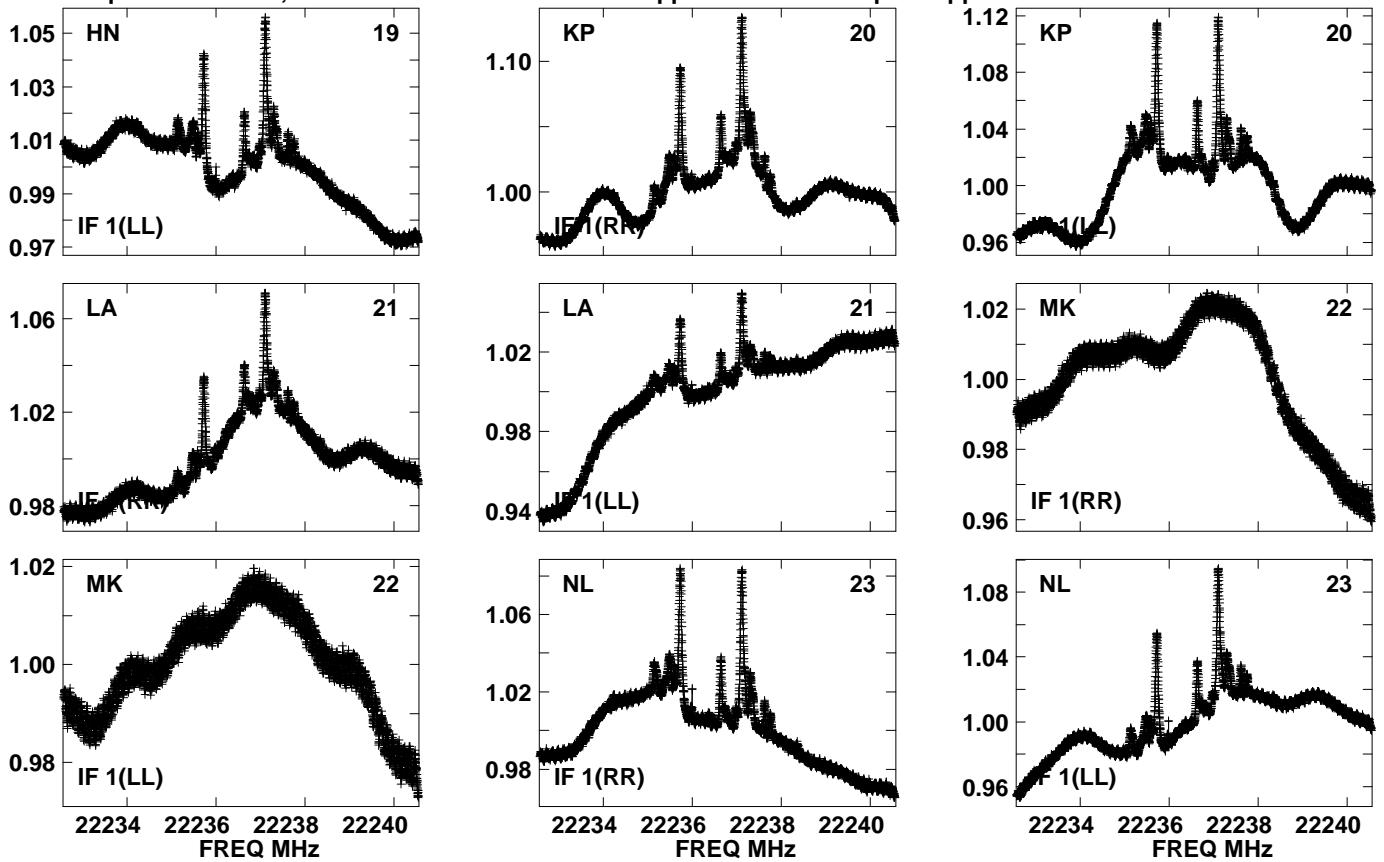 HN 19 KP 20 KP 20
1.05 1.10 1.12
1.03 1.08
1.01 1.04
0.99 1.00 1.00
0.97 IF 1(LL) IF 1(RR) 0.96
LA 21 LA 21 MK 22
1.06 1.02 1.02
1.02 0.98 1.00
0.98 0.94 0.98
IF 1(LL) IF 1(RR) 0.96
MK 22 NL 23 NL 23
1.02 1.06 1.08
1.00 1.02 1.04
0.98 0.98 1.00
IF 1(LL) IF 1(RR) 0.96
22234 22236 22238 22240 22234 22236 22238 22240 22234 22236 22238 22240
FREQ MHz FREQ MHz FREQ MHz